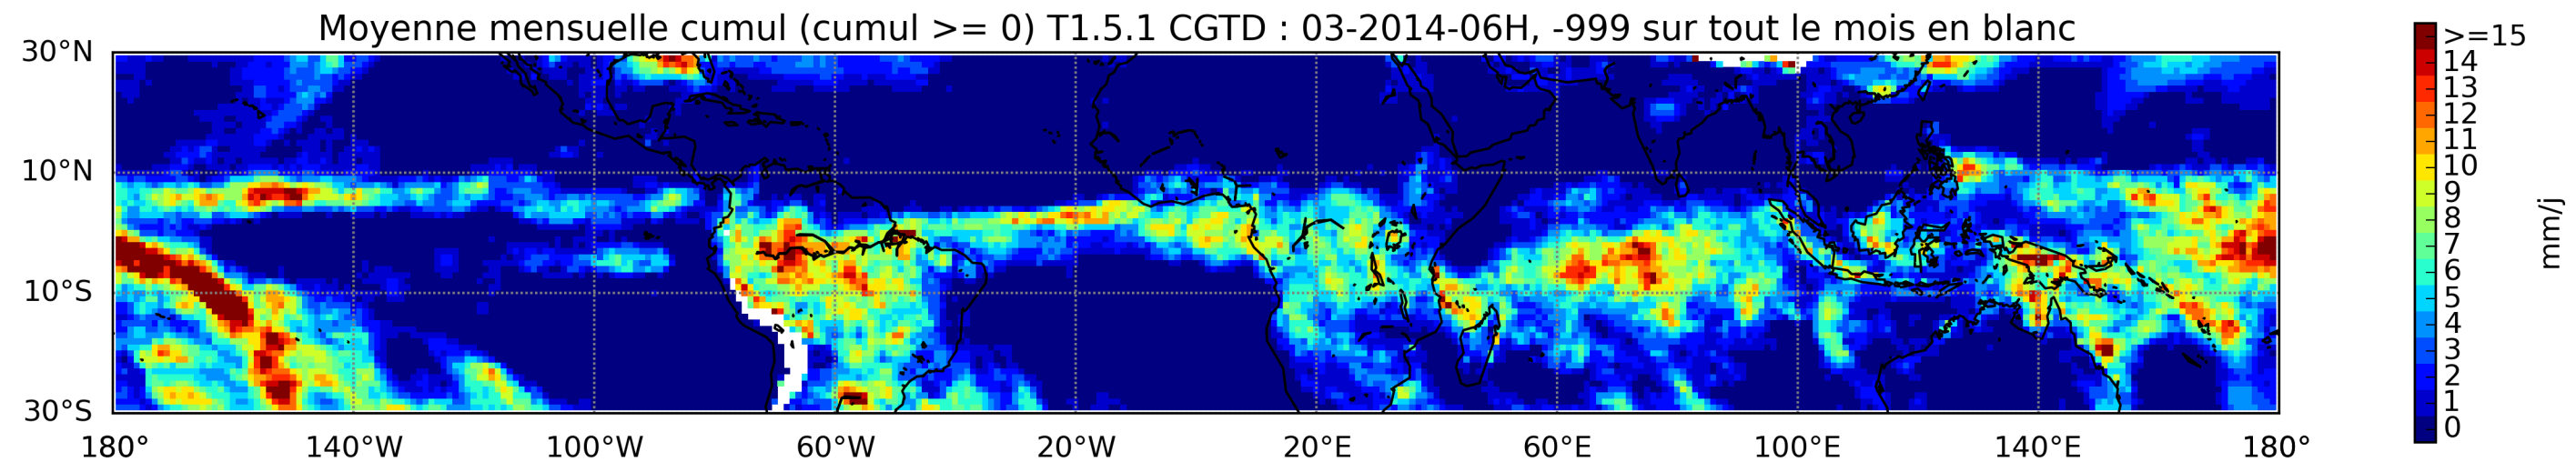 Moyenne mensuelle cumul (cumul >= 0) T1.5.1 CGTD : 03-2014-06H, -999 sur tout le mois en blanc
30°N
10°N
10°S
30°S
180° 140°W 100°W 60°W 20°W 20°E 60°E 100°E 140°E 180°
>=15
14
13
12
11
10
9
8
7
6
5
4
3
2
1
0
mm/j